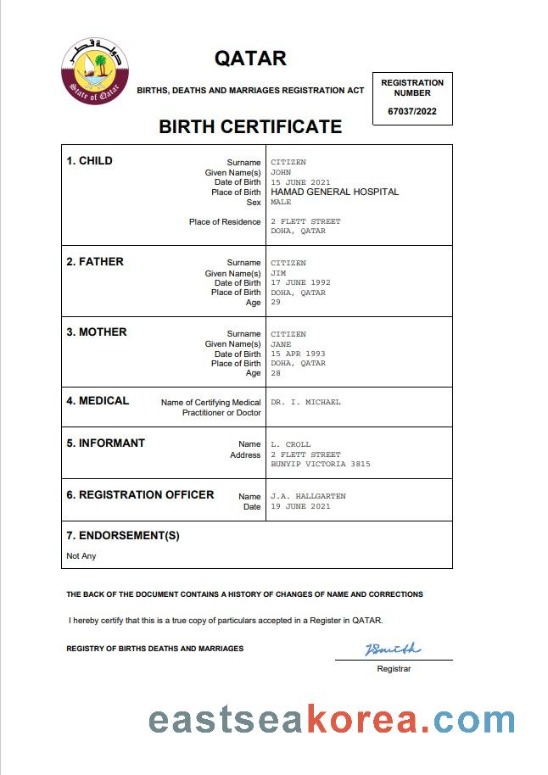 دولة قطر
State of Qatar
QATAR
BIRTHS, DEATHS AND MARRIAGES REGISTRATION ACT
REGISTRATION
NUMBER
67037/2022
BIRTH CERTIFICATE
1. CHILD
Surname CITIZEN
Given Name(s) JOHN
Date of Birth 15 JUNE 2021
Place of Birth HAMAD GENERAL HOSPITAL
Sex MALE
Place of Residence 2 FLETT STREET
DOHA, QATAR
2. FATHER
Surname CITIZEN
Given Name(s) JIM
Date of Birth 17 JUNE 1992
Place of Birth DOHA, QATAR
Age 29
3. MOTHER
Surname CITIZEN
Given Name(s) JANE
Date of Birth 15 APR 1993
Place of Birth DOHA, QATAR
Age 28
4. MEDICAL
Name of Certifying Medical DR. I. MICHAEL
Practitioner or Doctor
5. INFORMANT
Name L. CROLL
Address 2 FLETT STREET
BUNYIP VICTORIA 3815
6. REGISTRATION OFFICER
Name J.A. HALLGARTEN
Date 19 JUNE 2021
7. ENDORSEMENT(S)
Not Any
THE BACK OF THE DOCUMENT CONTAINS A HISTORY OF CHANGES OF NAME AND CORRECTIONS
I hereby certify that this is a true copy of particulars accepted in a Register in QATAR.
REGISTRY OF BIRTHS DEATHS AND MARRIAGES
JSmith
Registrar
eastseakorea.com